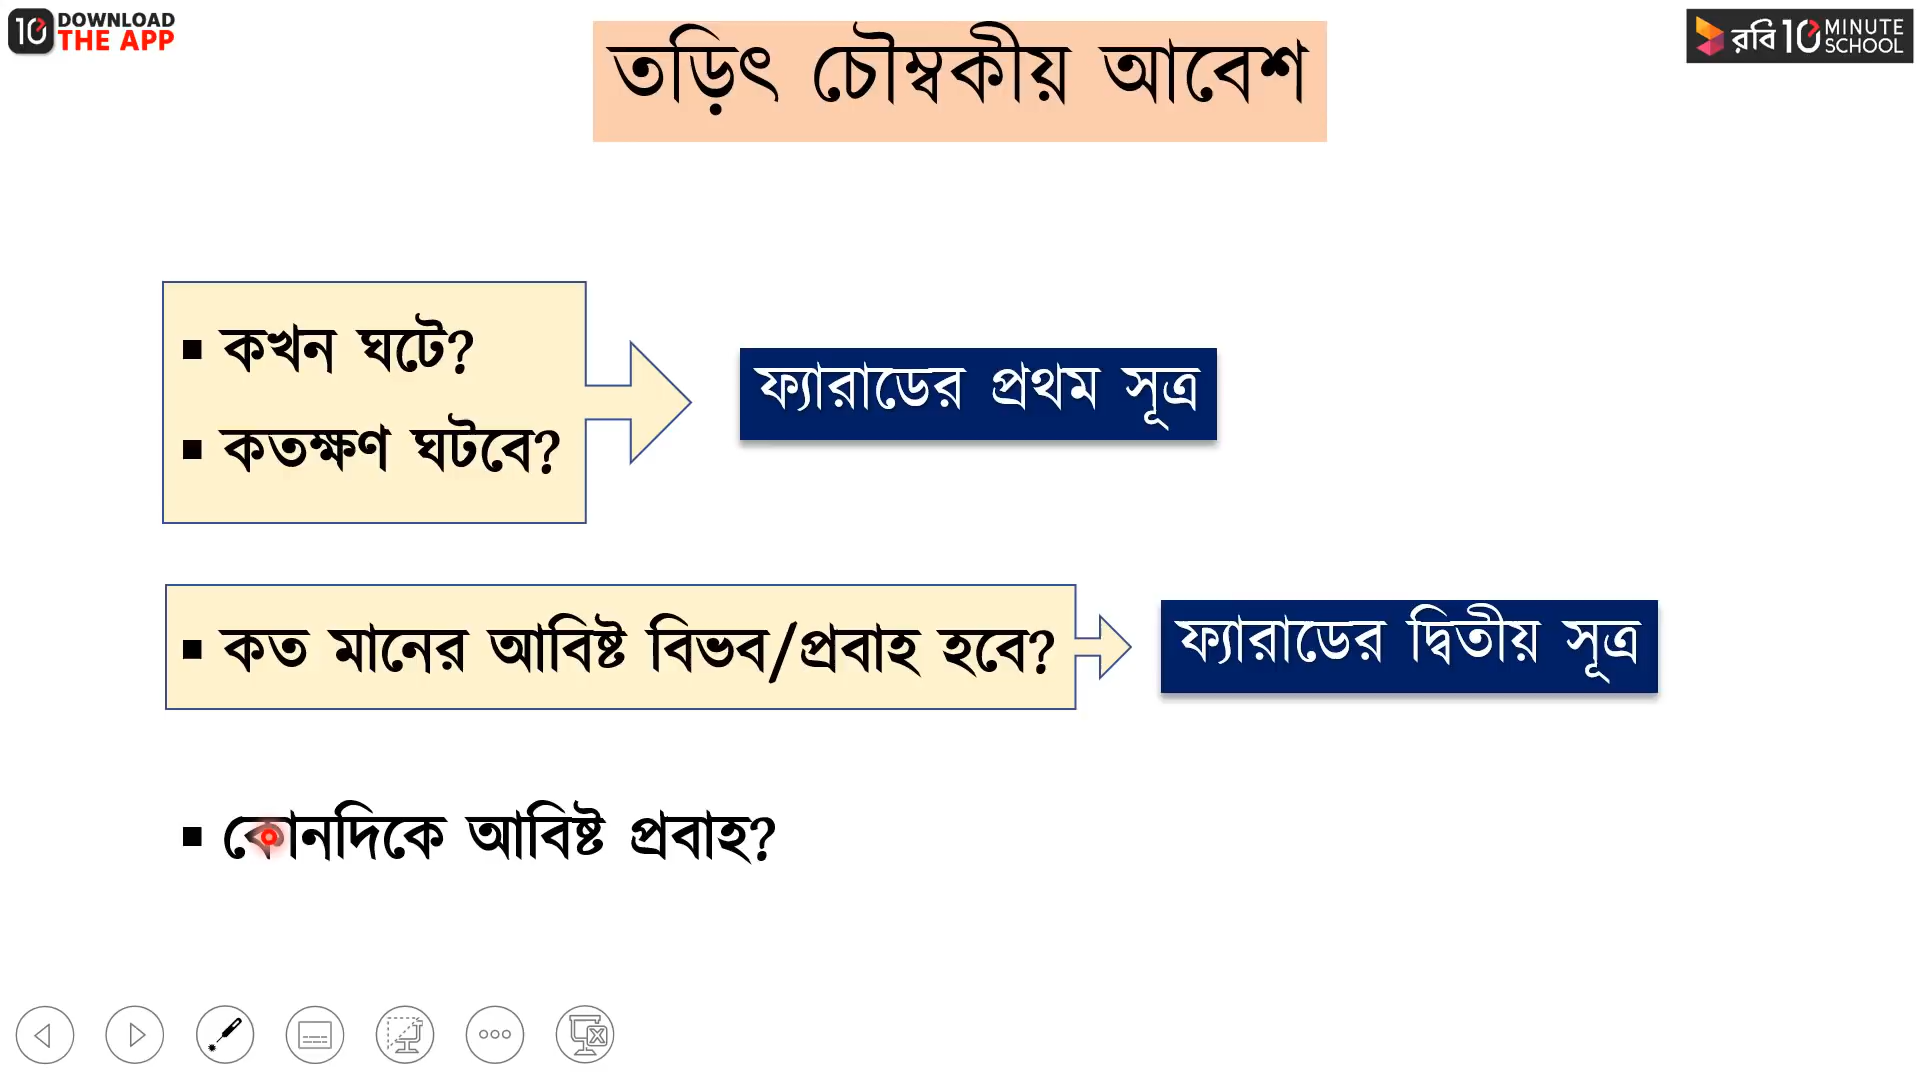 10 DOWNLOAD
THE APP
তড়িৎ চৌম্বকীয় আবেশ
রবি 10 MINUTE
SCHOOL
▪ কখন ঘটে?
▪ কতক্ষণ ঘটবে?
ফ্যারাডের প্রথম সূত্র
▪ কত মানের আবিষ্ট বিভব/প্রবাহ হবে?
ফ্যারাডের দ্বিতীয় সূত্র
▪ কোনদিকে আবিষ্ট প্রবাহ?